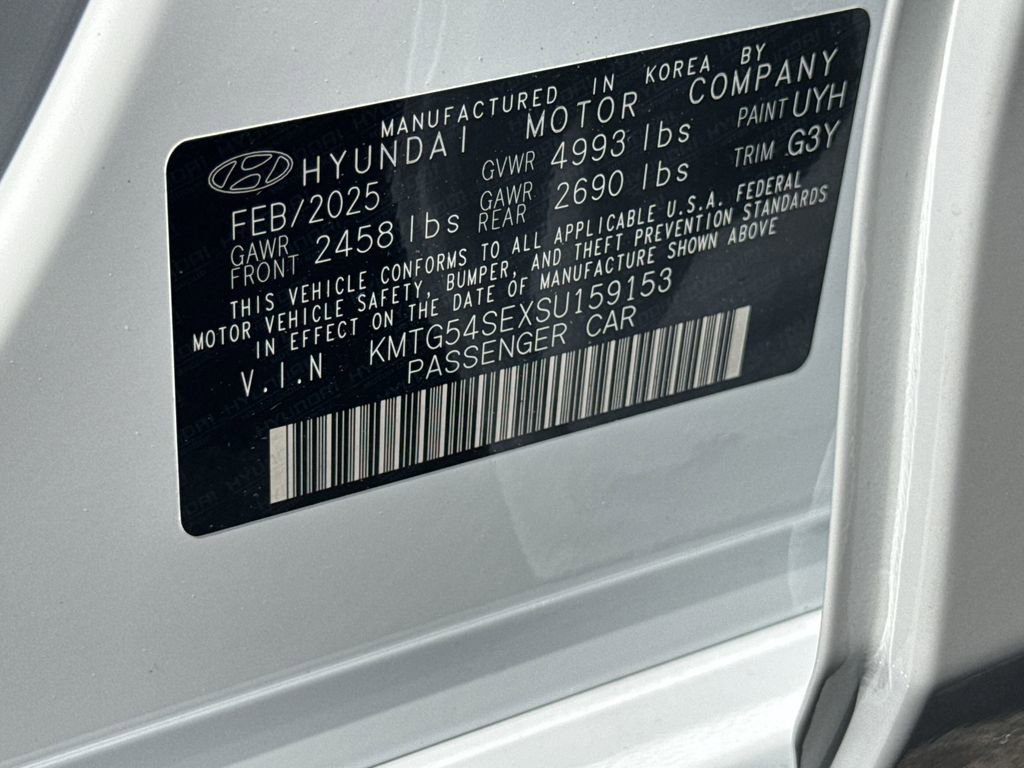 MANUFACTURED IN KOREA BY
HYUNDAI MOTOR COMPANY
FEB/2025 GVWR 4993 lbs PAINT UYH
GAWR FRONT 2458 lbs GAWR REAR 2690 lbs TRIM G3Y
THIS VEHICLE CONFORMS TO ALL APPLICABLE U.S.A. FEDERAL
MOTOR VEHICLE SAFETY, BUMPER, AND THEFT PREVENTION STANDARDS
IN EFFECT ON THE DATE OF MANUFACTURE SHOWN ABOVE
V.I.N KMTG54SEXSU159153
PASSENGER CAR